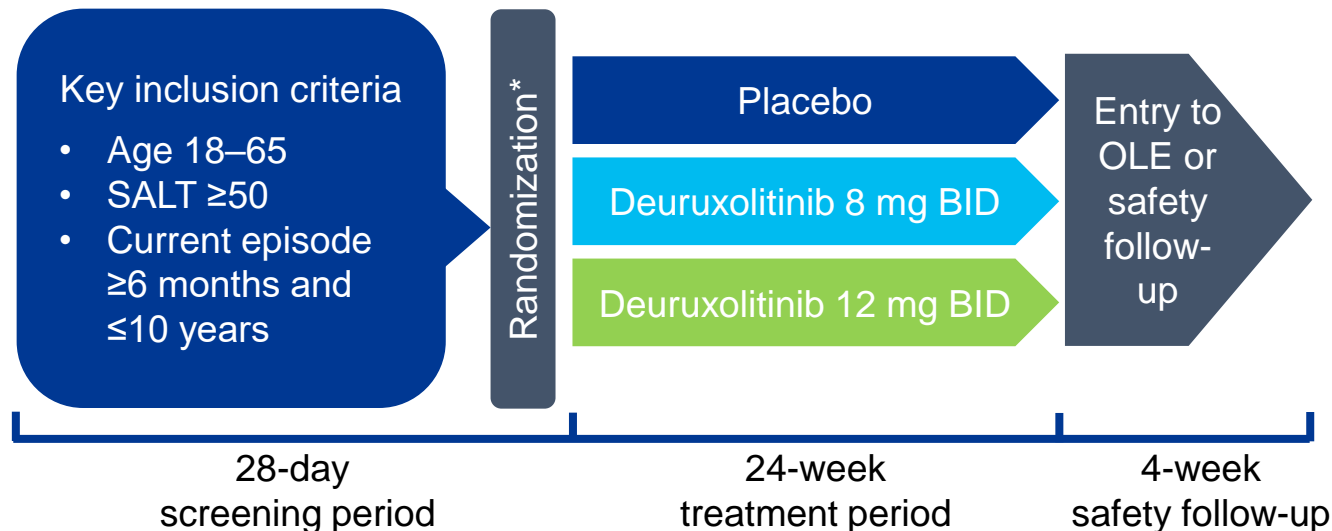 Key inclusion criteria
• Age 18–65
• SALT ≥50
• Current episode
≥6 months and
≤10 years
Randomization*
Placebo
Deuruxolitinib 8 mg BID
Deuruxolitinib 12 mg BID
Entry to
OLE or
safety
follow-
up
28-day
screening period
24-week
treatment period
4-week
safety follow-up